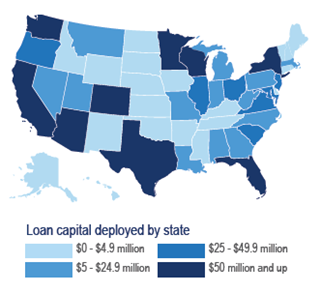 Loan capital deployed by state
$0 - $4.9 million
$25 - $49.9 million
$5 - $24.9 million
$50 million and up